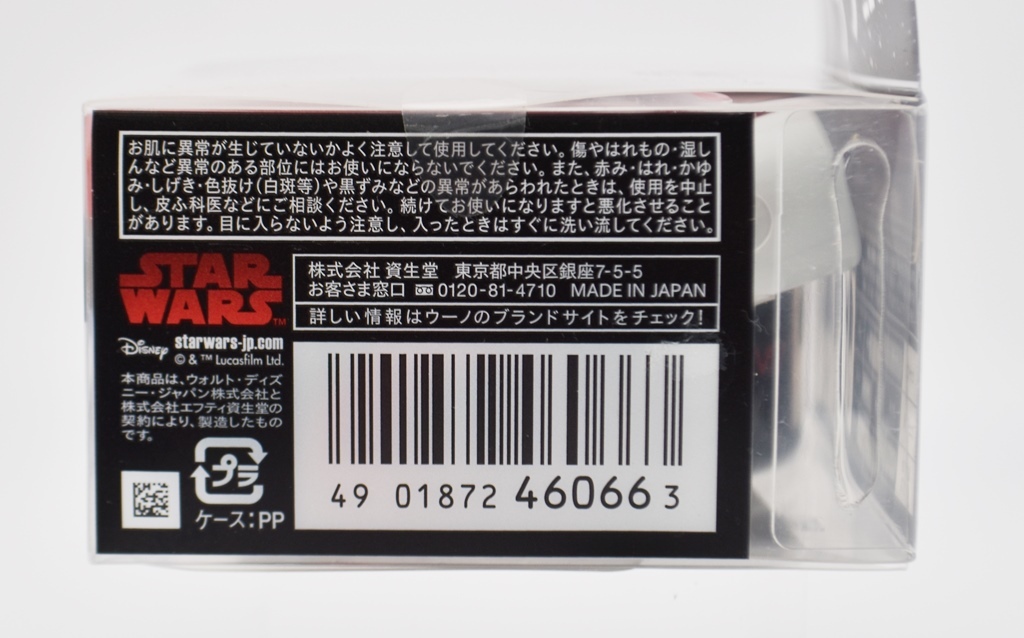 お肌に異常が生じていないかよく注意して使用してください。傷やはれもの・湿し
んなど異常のある部位にはお使いにならないでください。また、赤み・はれ・かゆ
み・しげき・色抜け(白斑等)や黒ずみなどの異常があらわれたときは、使用を中止
し、皮ふ科医などにご相談ください。続けてお使いになりますと悪化させること
があります。目に入らないよう注意し、入ったときはすぐに洗い流してください。
STAR
WARS™
Disney starwars-jp.com
© & ™ Lucasfilm Ltd.
本商品は、ウォルト・ディズ
ニー・ジャパン株式会社と
株式会社エフティ資生堂の
契約により、製造したもの
です。
プラ
ケース:PP
株式会社 資生堂 東京都中央区銀座7-5-5
お客さま窓口 0120-81-4710 MADE IN JAPAN
詳しい情報はウーノのブランドサイトをチェック!
49 01872 46066 3